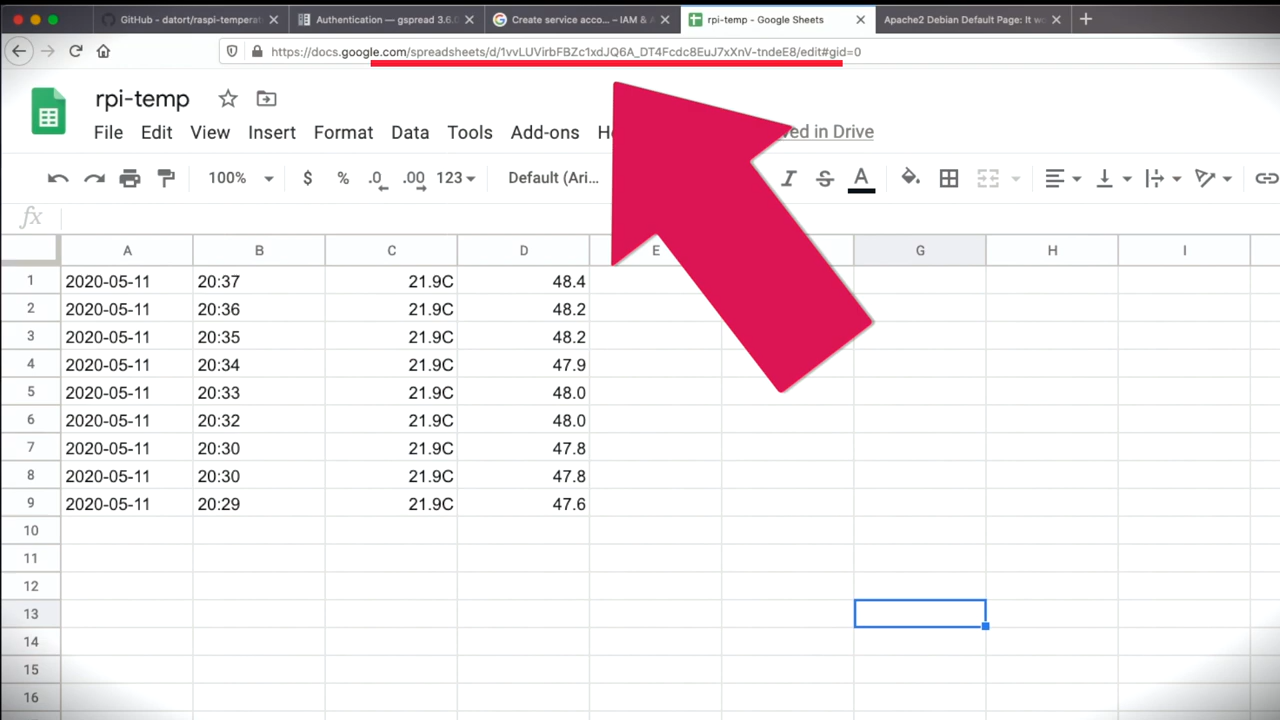 GitHub - datort/raspi-temperat
Authentication — gspread 3.6.
Create service acco... – IAM & A
rpi-temp - Google Sheets
Apache2 Debian Default Page: It w
https://docs.google.com/spreadsheets/d/1vvLUVirbFBZc1xdJQ6A_DT4Fcdc8EuJ7xXnV-tndeE8/edit#gid=0
rpi-temp
File Edit View Insert Format Data Tools Add-ons in Drive
100% $ % .0 .00 123 Default (Ari... I S A
fx
A B C D E G H I
1 2020-05-11 20:37 21.9C 48.4
2 2020-05-11 20:36 21.9C 48.2
3 2020-05-11 20:35 21.9C 48.2
4 2020-05-11 20:34 21.9C 47.9
5 2020-05-11 20:33 21.9C 48.0
6 2020-05-11 20:32 21.9C 48.0
7 2020-05-11 20:30 21.9C 47.8
8 2020-05-11 20:30 21.9C 47.8
9 2020-05-11 20:29 21.9C 47.6
10
11
12
13
14
15
16